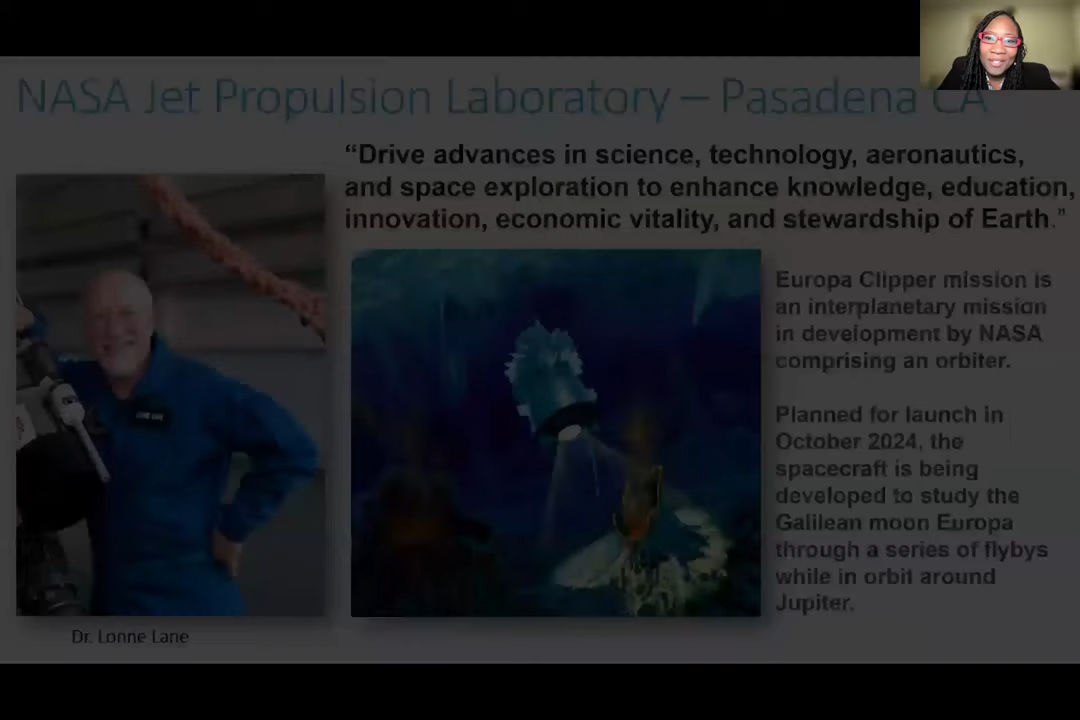 NASA Jet Propulsion Laboratory – Pasadena CA
“Drive advances in science, technology, aeronautics,
and space exploration to enhance knowledge, education,
innovation, economic vitality, and stewardship of Earth.”
Europa Clipper mission is
an interplanetary mission
in development by NASA
comprising an orbiter.
Planned for launch in
October 2024, the
spacecraft is being
developed to study the
Galilean moon Europa
through a series of flybys
while in orbit around
Jupiter.
Dr. Lonne Lane